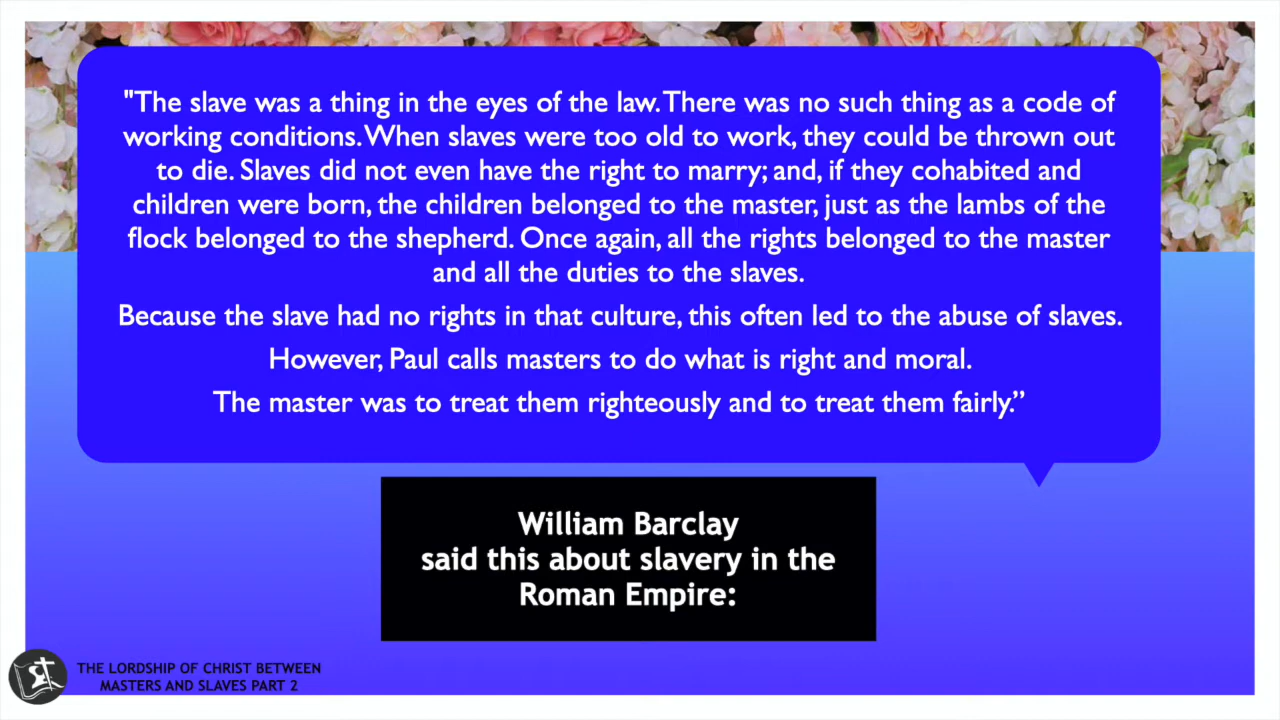 "The slave was a thing in the eyes of the law. There was no such thing as a code of
working conditions. When slaves were too old to work, they could be thrown out
to die. Slaves did not even have the right to marry; and, if they cohabited and
children were born, the children belonged to the master, just as the lambs of the
flock belonged to the shepherd. Once again, all the rights belonged to the master
and all the duties to the slaves.
Because the slave had no rights in that culture, this often led to the abuse of slaves.
However, Paul calls masters to do what is right and moral.
The master was to treat them righteously and to treat them fairly.”
William Barclay
said this about slavery in the
Roman Empire:
THE LORDSHIP OF CHRIST BETWEEN
MASTERS AND SLAVES PART 2